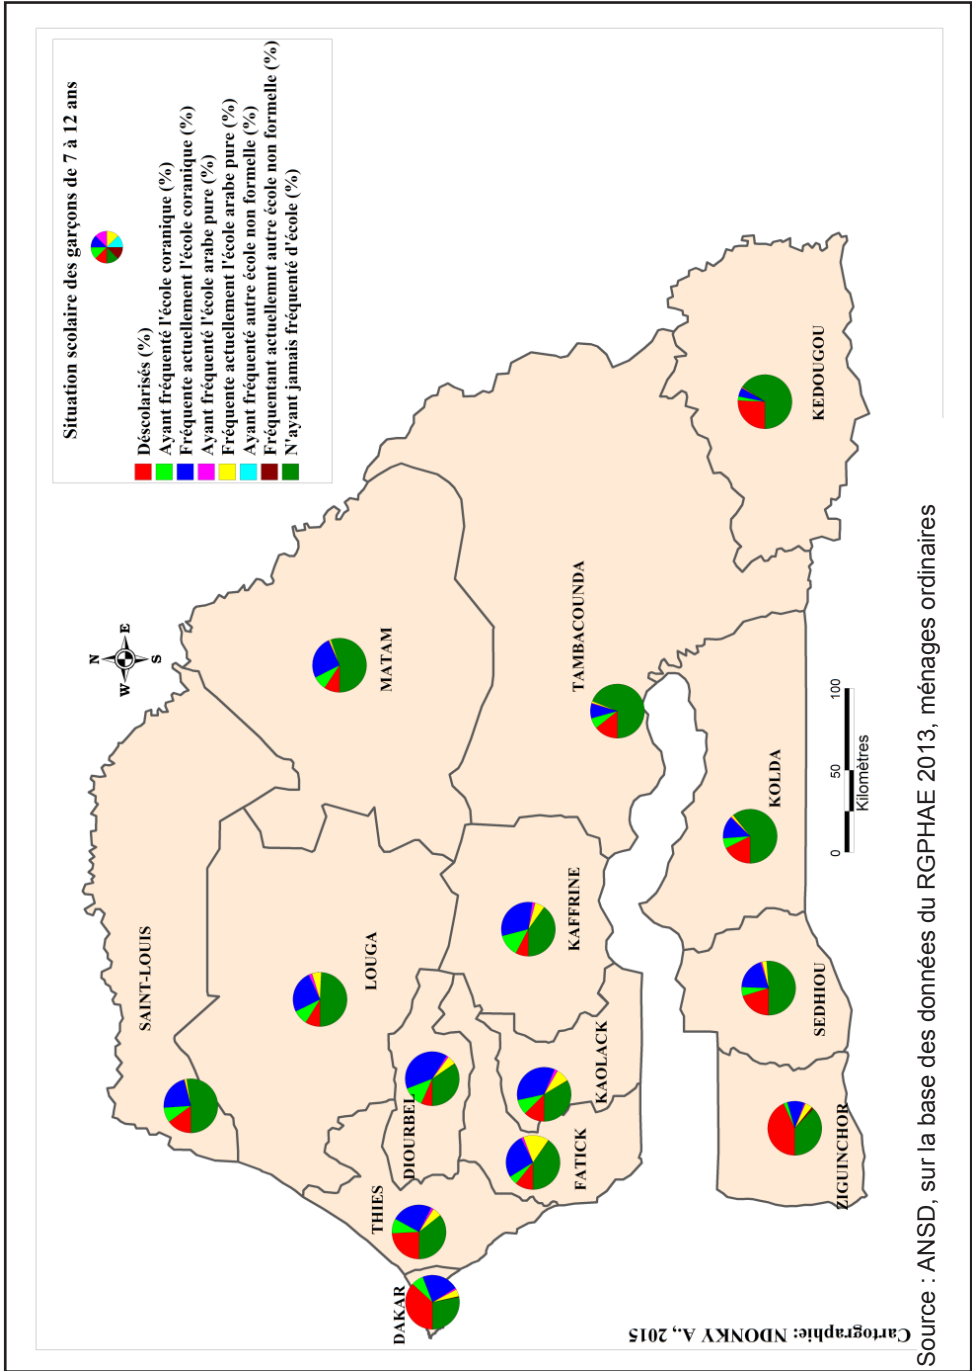 Situation scolaire des garçons de 7 à 12 ans
Déscolarisés (%)
Ayant fréquenté l'école coranique (%)
Fréquente actuellement l'école coranique (%)
Ayant fréquenté l'école arabe pure (%)
Fréquente actuellement l'école arabe pure (%)
Ayant fréquenté autre école non formelle (%)
Fréquentant actuellemnt autre école non formelle (%)
N'ayant jamais fréquenté d'école (%)
N
W E
S
SAINT-LOUIS
MATAM
LOUGA
DAKAR
THIES
DIOURBEL
FATICK
KAOLACK
KAFFRINE
TAMBACOUNDA
KEDOUGOU
ZIGUINCHOR
SEDHIOU
KOLDA
0 50 100
Kilomètres
Cartographie: NDONKY A., 2015
Source : ANSD, sur la base des données du RGPHAE 2013, ménages ordinaires